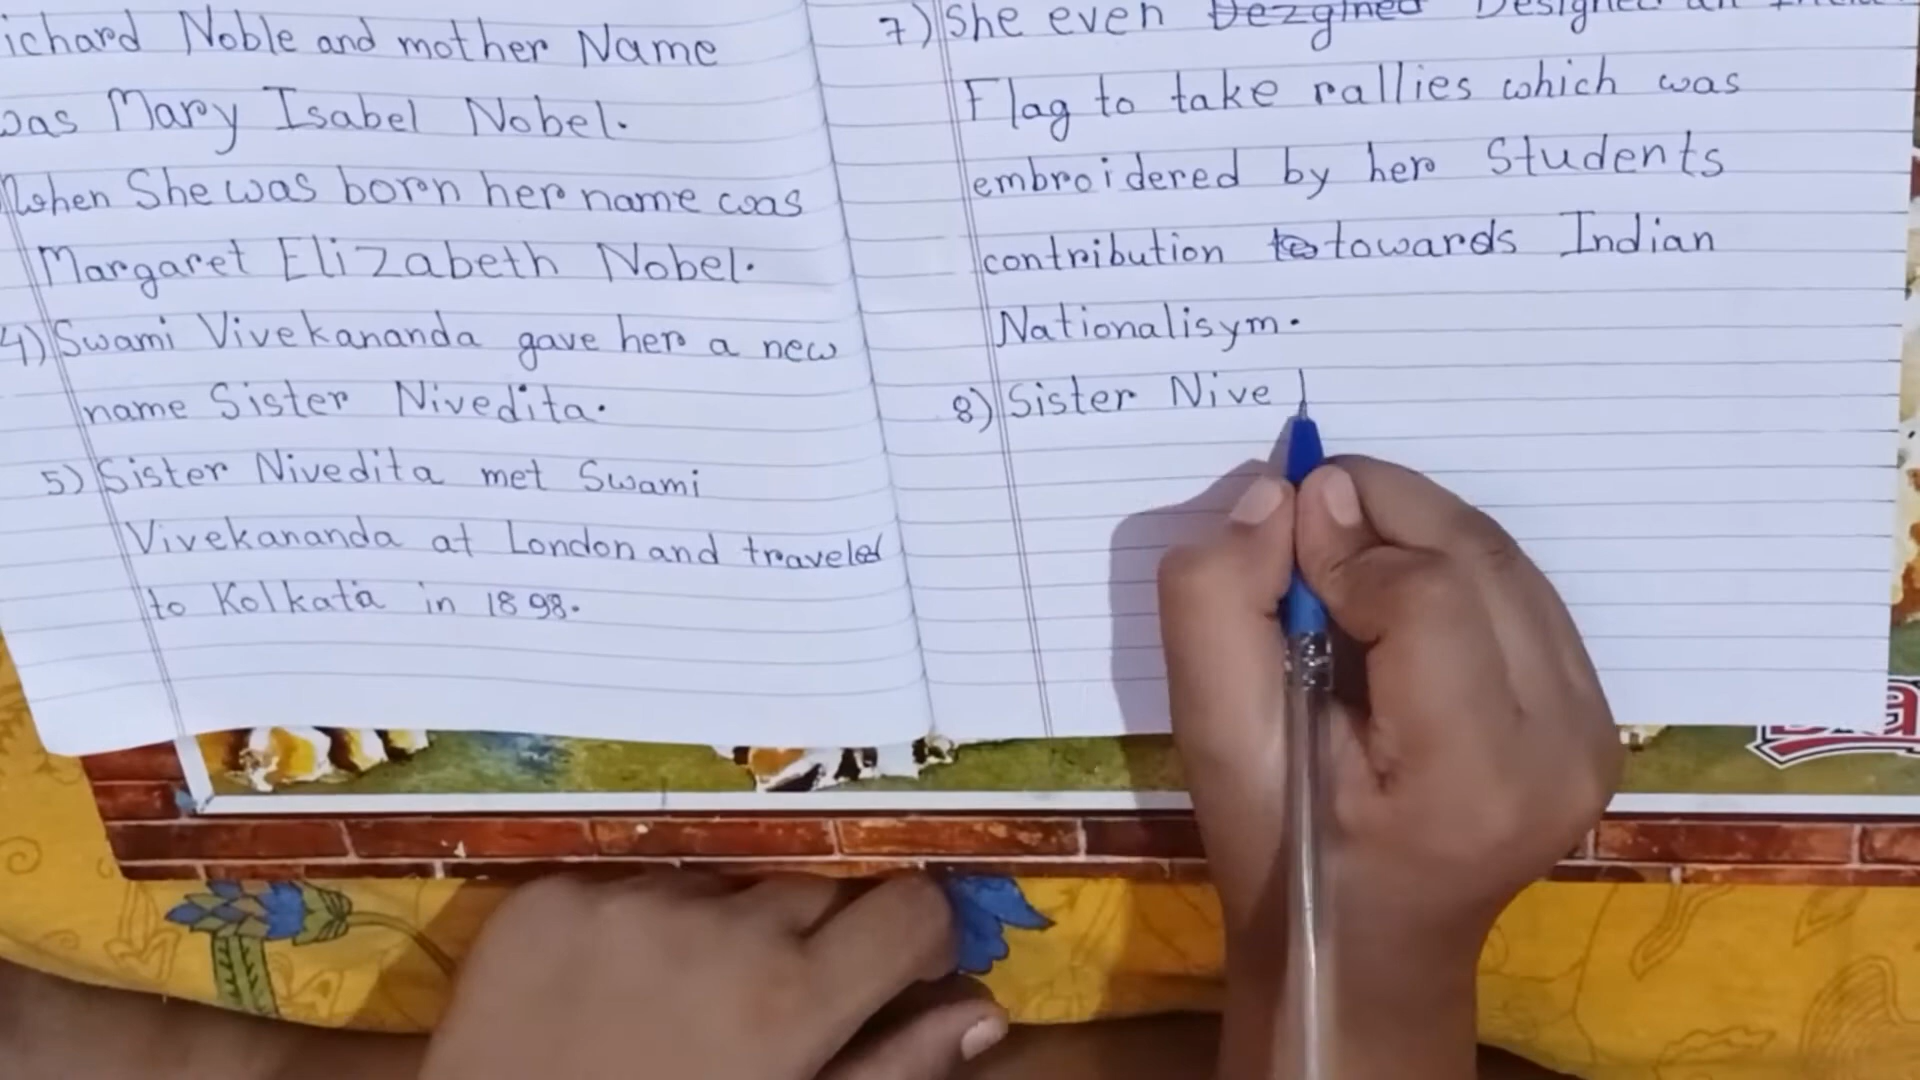 ichard Noble and mother Name
was Mary Isabel Nobel.
When She was born her name was
Margaret Elizabeth Nobel.
4) Swami Vivekananda gave her a new
name Sister Nivedita.
5) Sister Nivedita met Swami
Vivekananda at London and traveled
to Kolkata in 1898.
7) She even Dezgined Designed an
Flag to take rallies which was
embroidered by her Students
contribution to towards Indian
Nationalisym.
8) Sister Nive